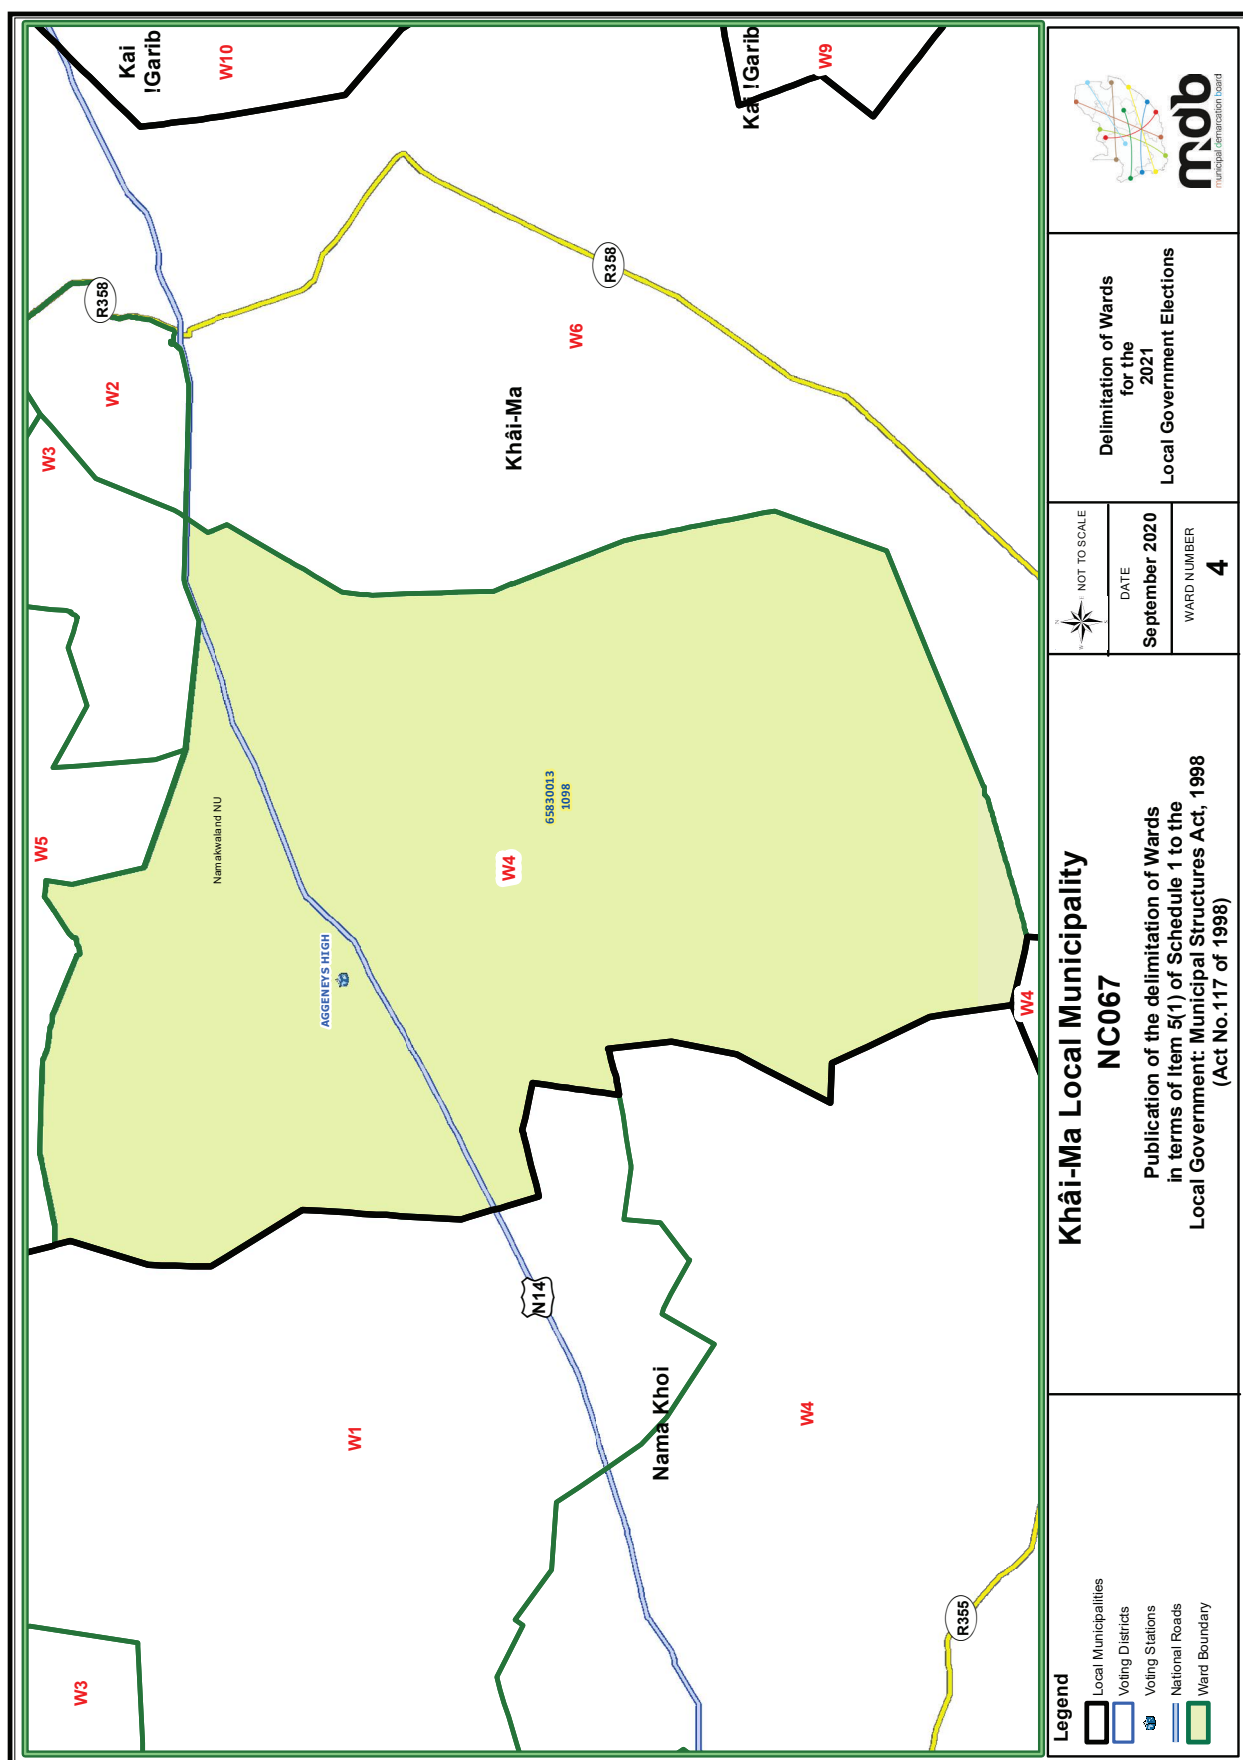 Kai
!Garib
W10
Kai !Garib
W9
R358
W2
W3
R358
W6
Khâi-Ma
W5
Namakwaland NU
65830013
1098
W4
AGGENEYS HIGH
W4
N14
W1
Nama Khoi
W4
W3
R355
Legend
Local Municipalities
Voting Districts
Voting Stations
National Roads
Ward Boundary
Khâi-Ma Local Municipality
NC067
Publication of the delimitation of Wards
in terms of Item 5(1) of Schedule 1 to the
Local Government: Municipal Structures Act, 1998
(Act No.117 of 1998)
N
W
NOT TO SCALE
DATE
September 2020
WARD NUMBER
4
Delimitation of Wards
for the
2021
Local Government Elections
mdb
municipal demarcation board